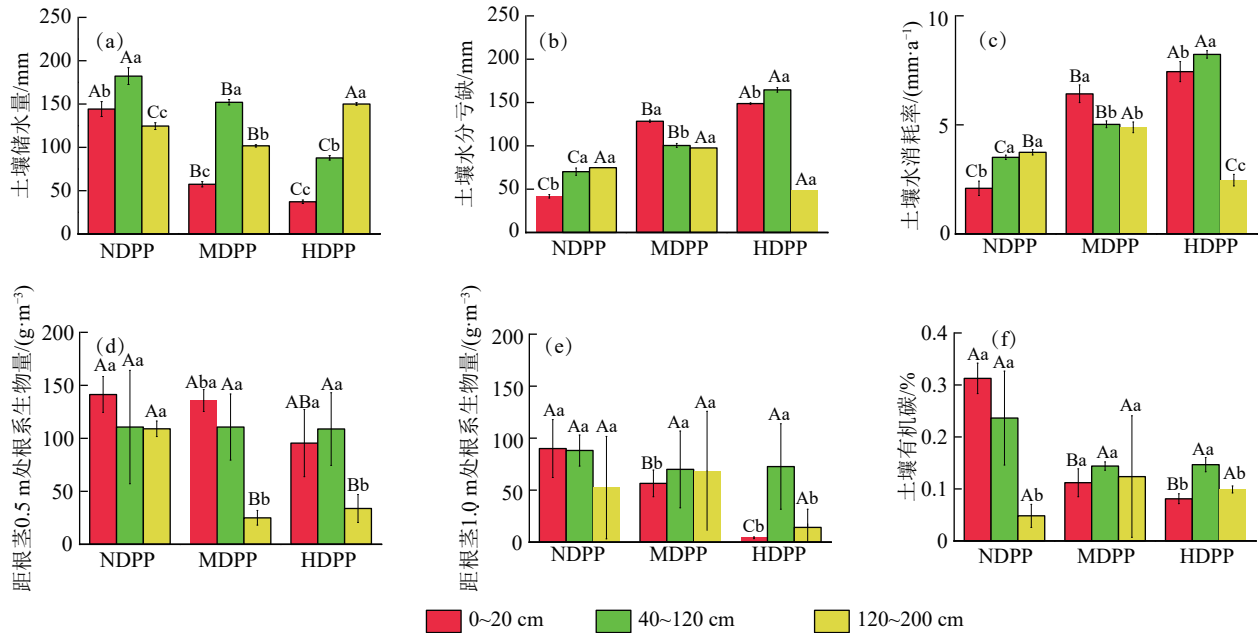 (a)
土壤储水量/mm
250
200
150
100
50
0
Ab
Aa
Cc
Bc
Ba
Bb
Cc
Cb
Aa
NDPP
MDPP
HDPP
(b)
土壤水分亏缺/mm
250
200
150
100
50
0
Cb
Ca
Aa
Ba
Bb
Aa
Ab
Aa
Aa
NDPP
MDPP
HDPP
(c)
土壤水消耗率/(mm·a⁻¹)
10
5
0
Cb
Ca
Ba
Ba
Bb
Ab
Ab
Aa
Cc
NDPP
MDPP
HDPP
(d)
距根茎0.5 m处根系生物量/(g·m⁻³)
200
150
100
50
0
Aa
Aa
Aa
Aba
Aa
Bb
ABa
Aa
Bb
NDPP
MDPP
HDPP
(e)
距根茎1.0 m处根系生物量/(g·m⁻³)
200
150
100
50
0
Aa
Aa
Aa
Bb
Aa
Aa
Cb
Aa
Ab
NDPP
MDPP
HDPP
(f)
土壤有机碳/%
0.4
0.3
0.2
0.1
0
Aa
Aa
Ab
Ba
Aa
Aa
Bb
Aa
Ab
NDPP
MDPP
HDPP
0~20 cm
40~120 cm
120~200 cm